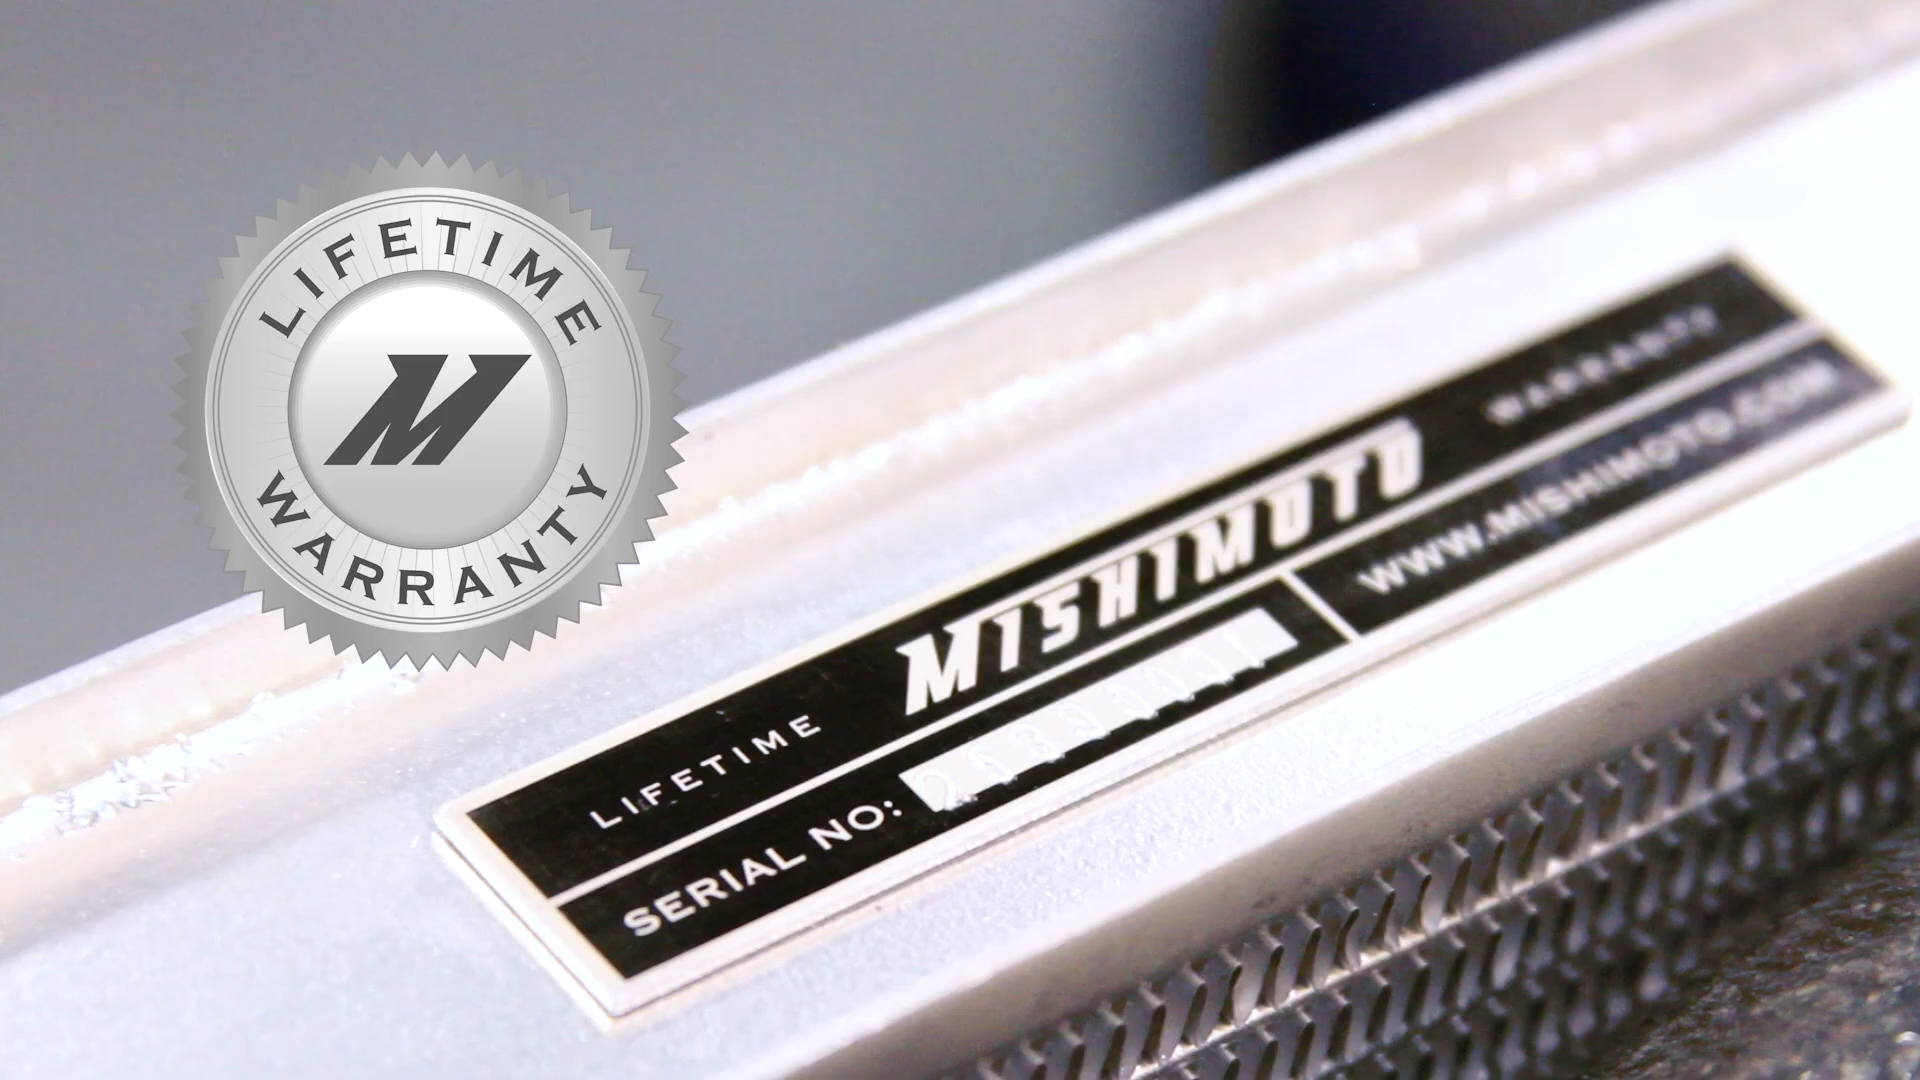 LIFETIME
M
WARRANTY
LIFETIME MISHIMOTO WARRANTY
SERIAL NO:
WWW.MISHIMOTO.COM